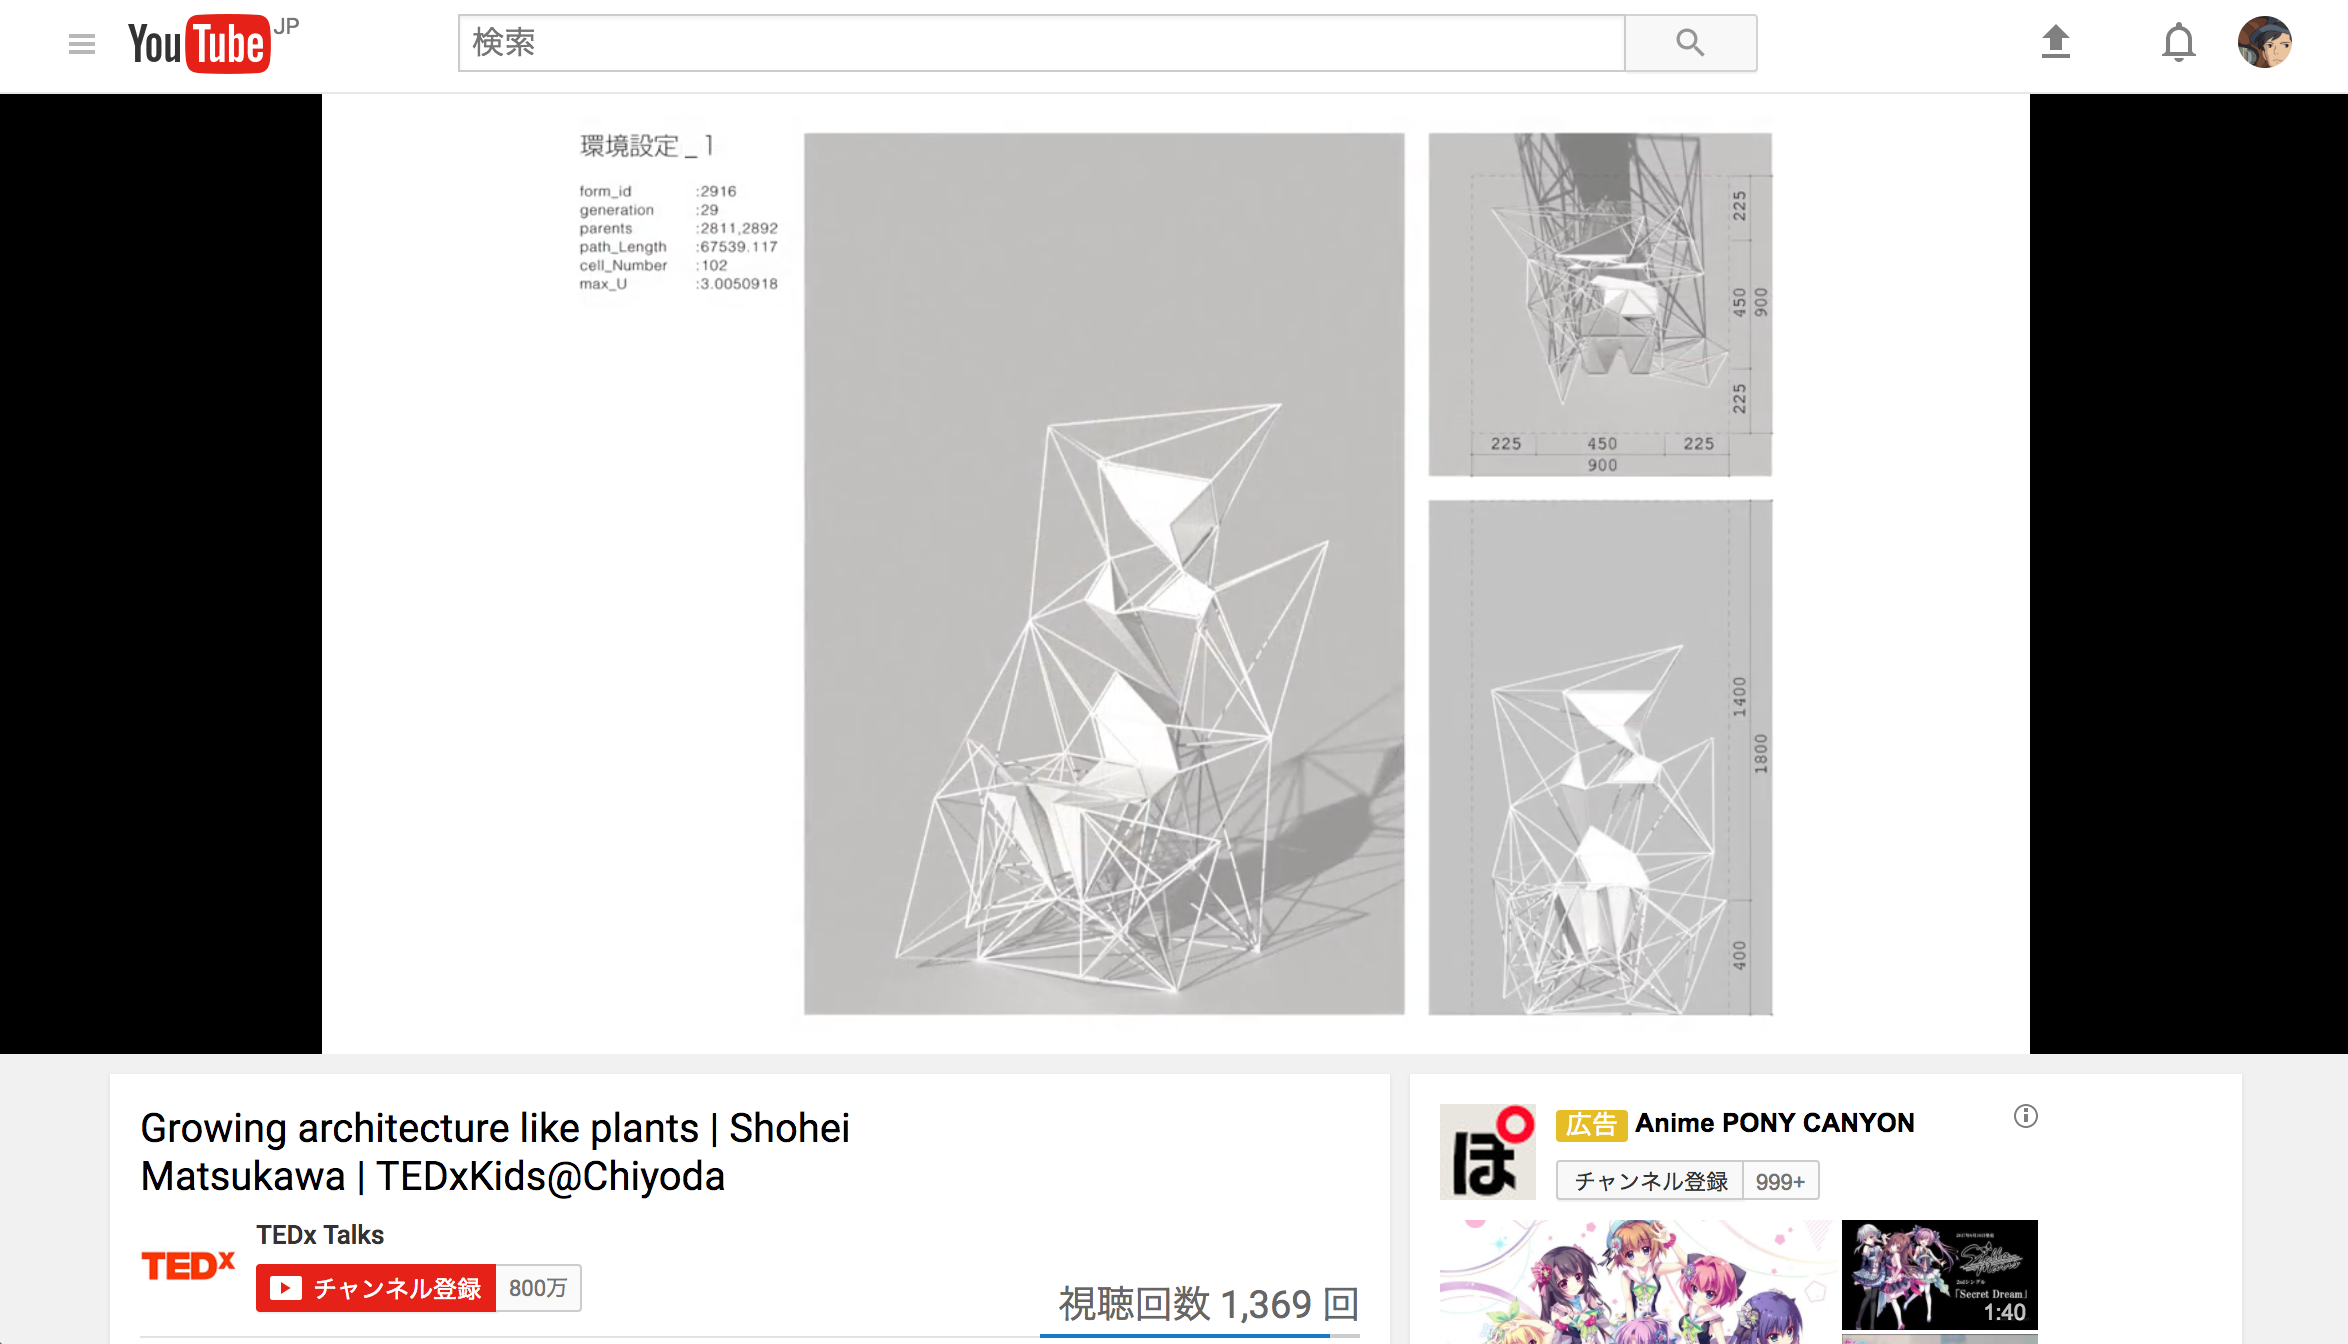 YouTube JP
検索
環境設定_1
form_id :2916
generation :29
parents :2811,2892
path_Length :67539.117
cell_Number :102
max_U :3.0050918
225
450
900
225
225 450 225
900
1400
1800
400
Growing architecture like plants | Shohei
Matsukawa | TEDxKids@Chiyoda
TEDx
TEDx Talks
チャンネル登録 800万
視聴回数 1,369 回
ぽ
広告 Anime PONY CANYON
チャンネル登録 999+
「Secret Dream」
1:40